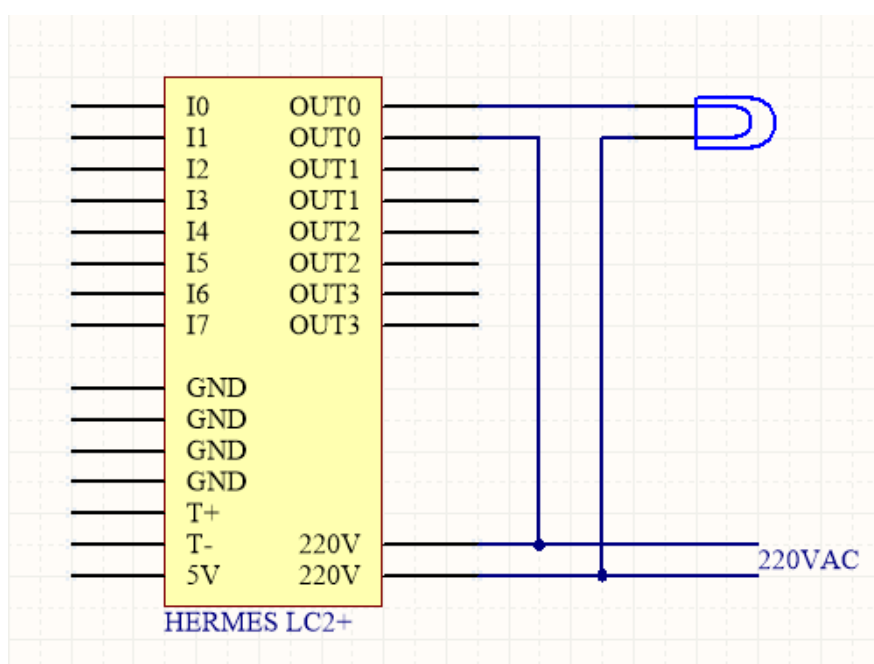 I0 OUT0
I1 OUT0
I2 OUT1
I3 OUT1
I4 OUT2
I5 OUT2
I6 OUT3
I7 OUT3
GND
GND
GND
GND
T+
T- 220V
5V 220V
220VAC
HERMES LC2+